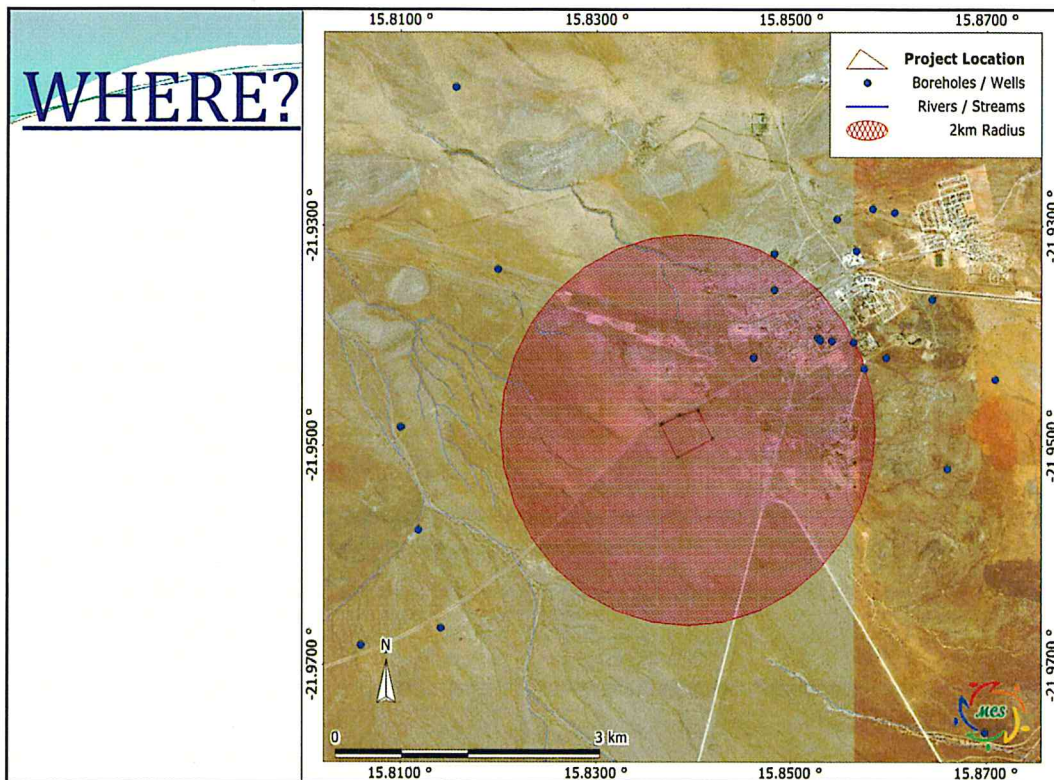 WHERE?
15.8100 ° 15.8300 ° 15.8500 ° 15.8700 °
Project Location
Boreholes / Wells
Rivers / Streams
2km Radius
-21.9300 ° -21.9300 °
-21.9500 ° -21.9500 °
-21.9700 ° -21.9700 °
N
0 3 km
MCS
15.8100 ° 15.8300 ° 15.8500 ° 15.8700 °